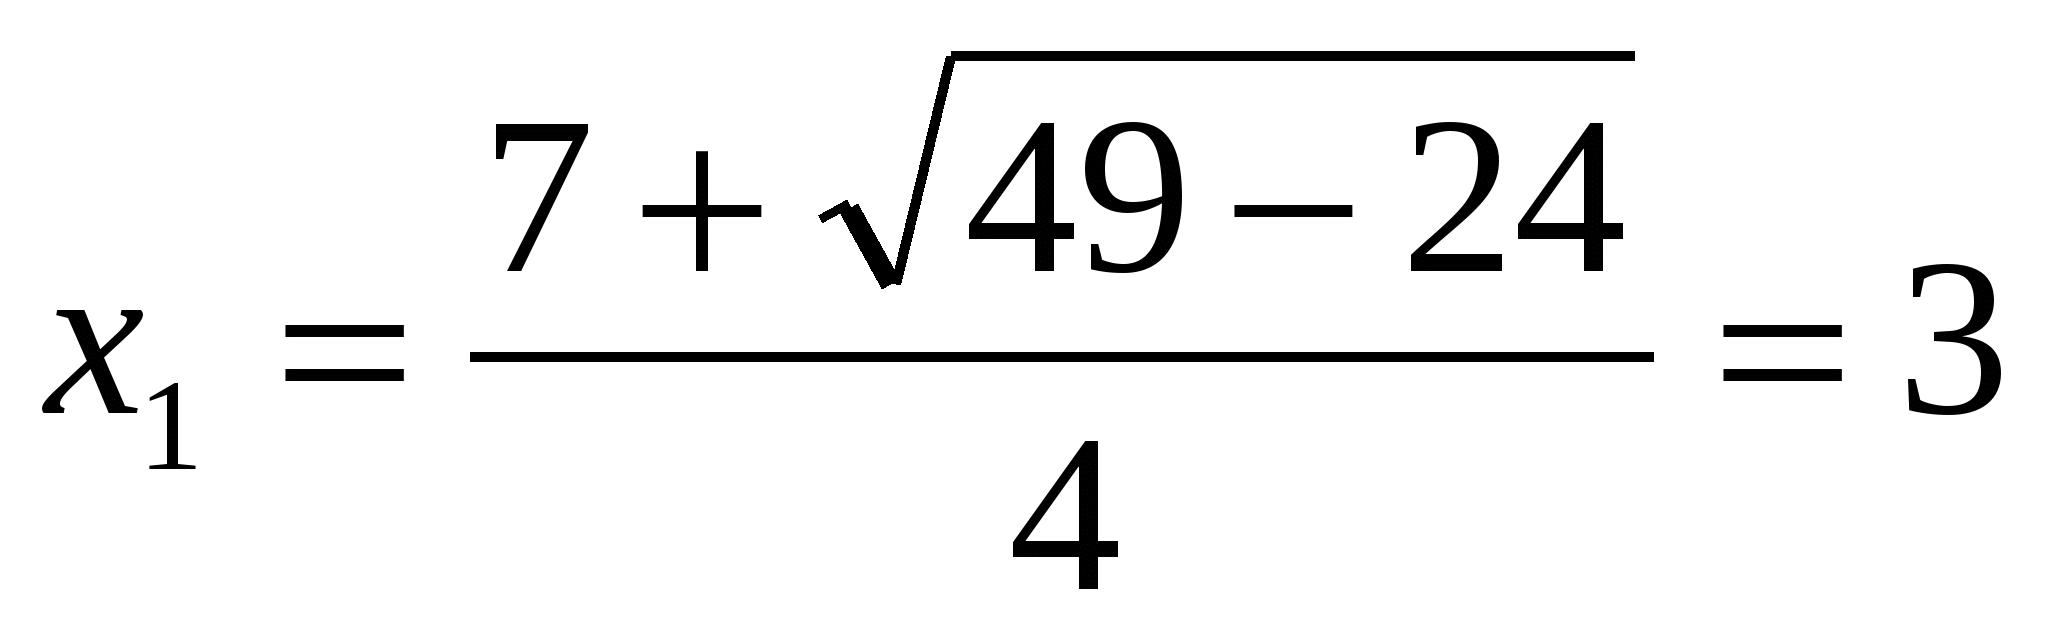 x₁ = (7 + √(49 − 24)) / 4 = 3